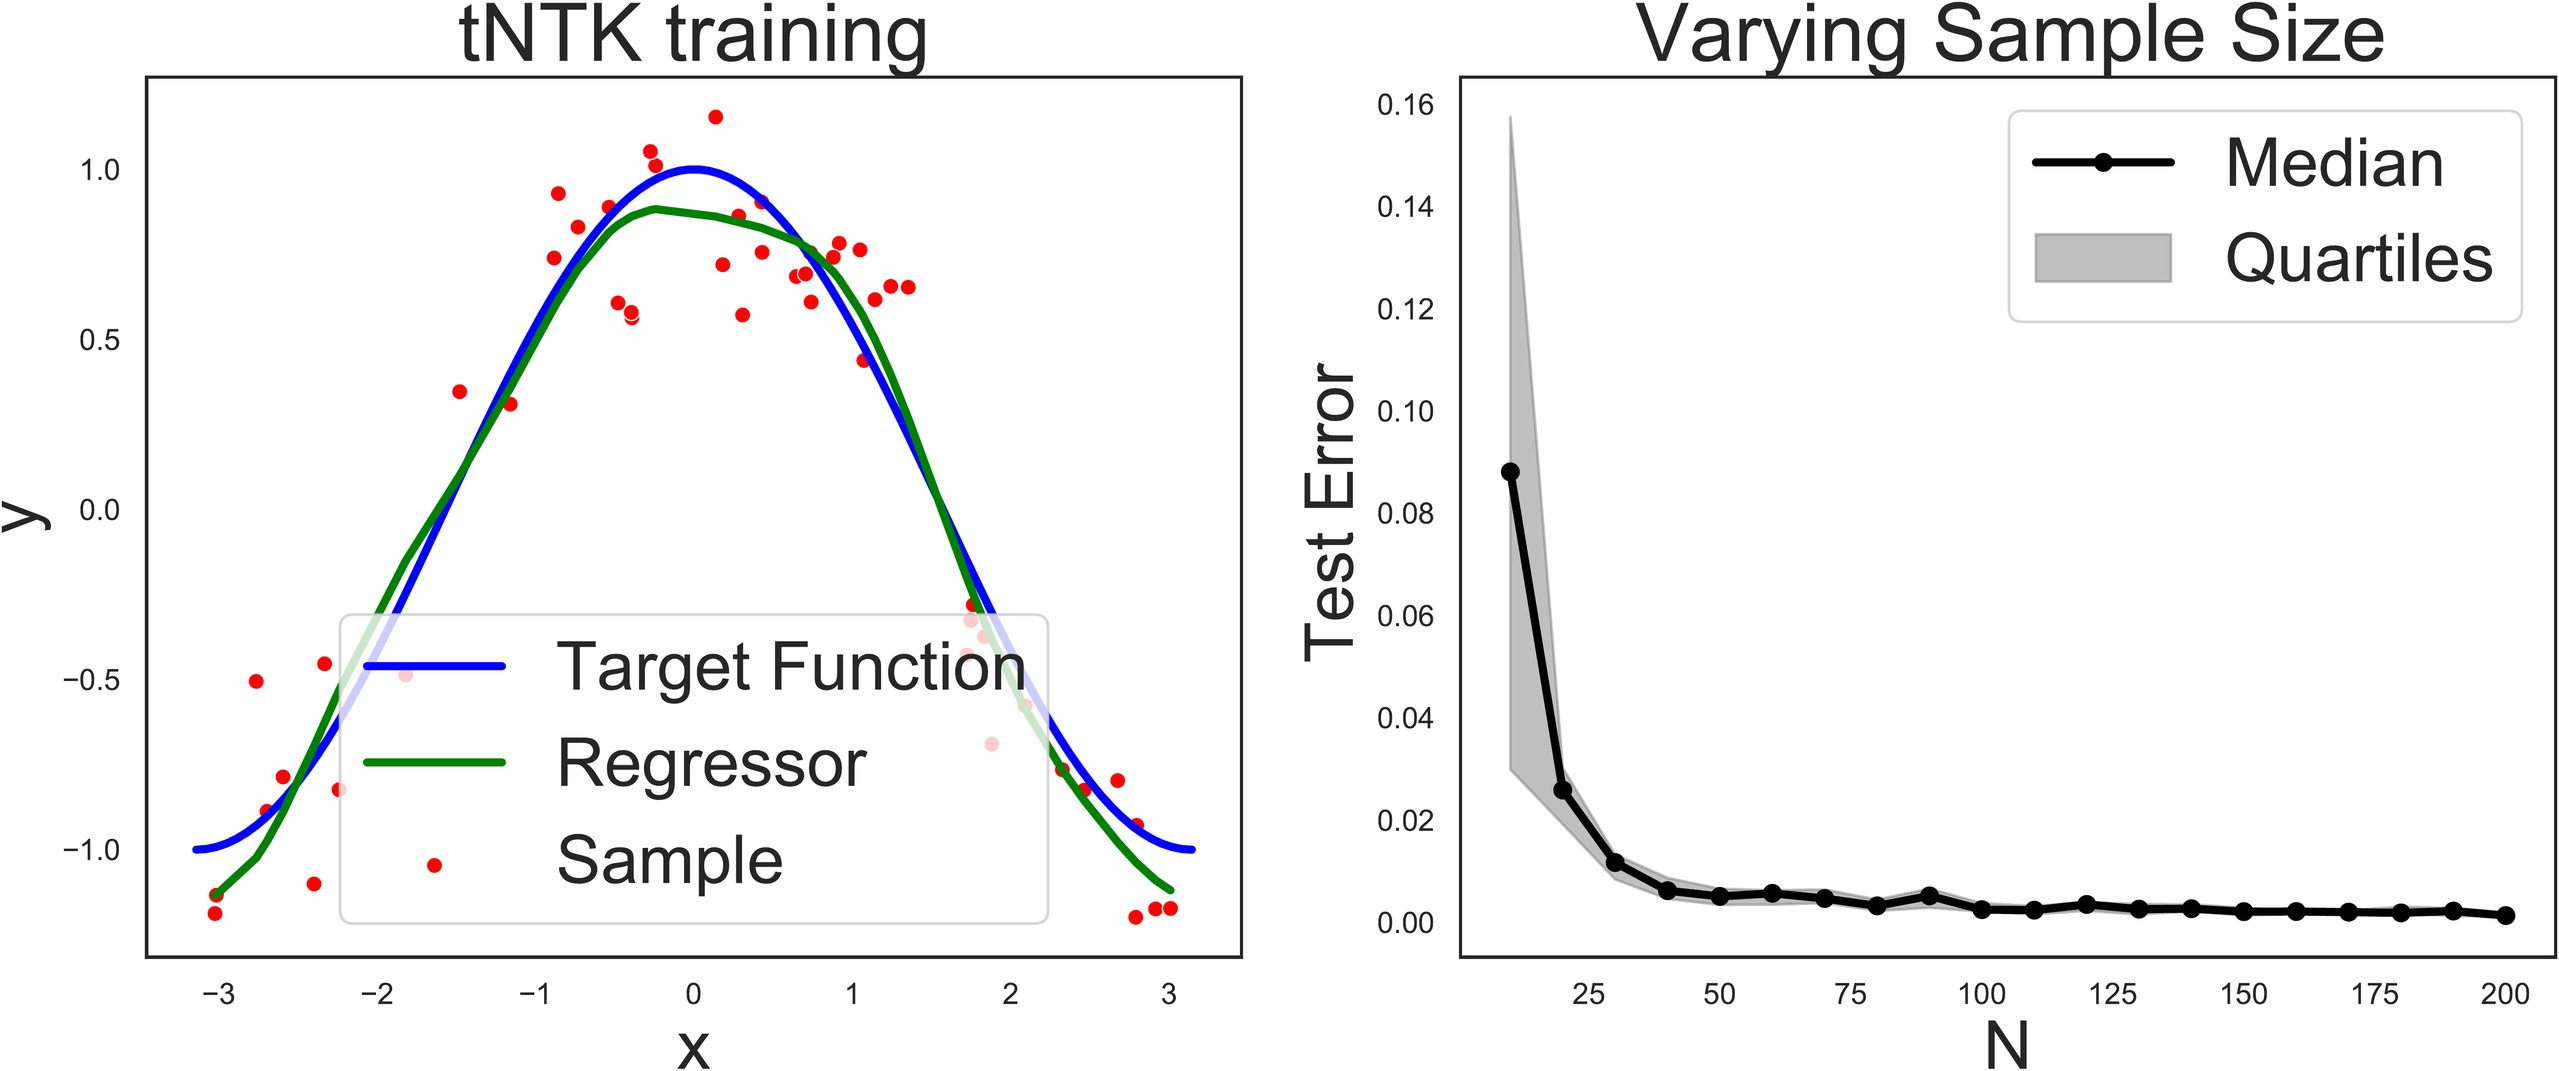 tNTK training
1.0
0.5
0.0
−0.5
−1.0
y
Target Function
Regressor
Sample
−3 −2 −1 0 1 2 3
x
Varying Sample Size
0.16
0.14
0.12
0.10
0.08
0.06
0.04
0.02
0.00
Test Error
Median
Quartiles
25 50 75 100 125 150 175 200
N